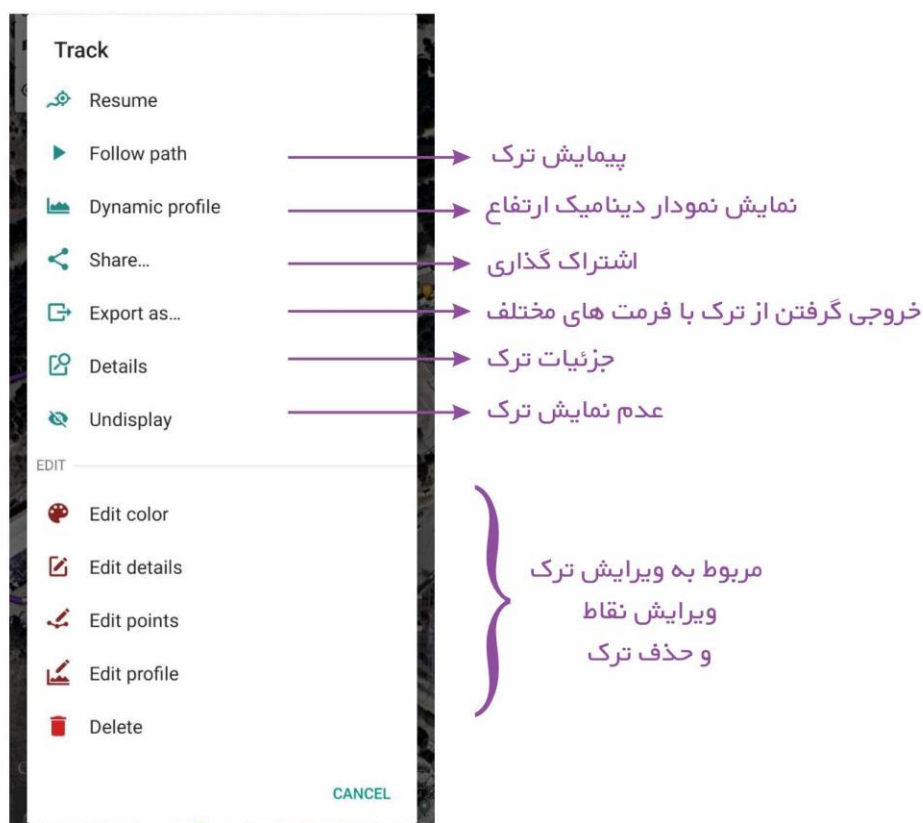 Track
Resume
Follow path
پیمایش ترک
Dynamic profile
نمایش نمودار دینامیک ارتفاع
Share...
اشتراک گذاری
Export as...
خروجی گرفتن از ترک با فرمت های مختلف
Details
جزئیات ترک
Undisplay
عدم نمایش ترک
EDIT
Edit color
Edit details
Edit points
Edit profile
Delete
مربوط به ویرایش ترک
ویرایش نقاط
و حذف ترک
CANCEL